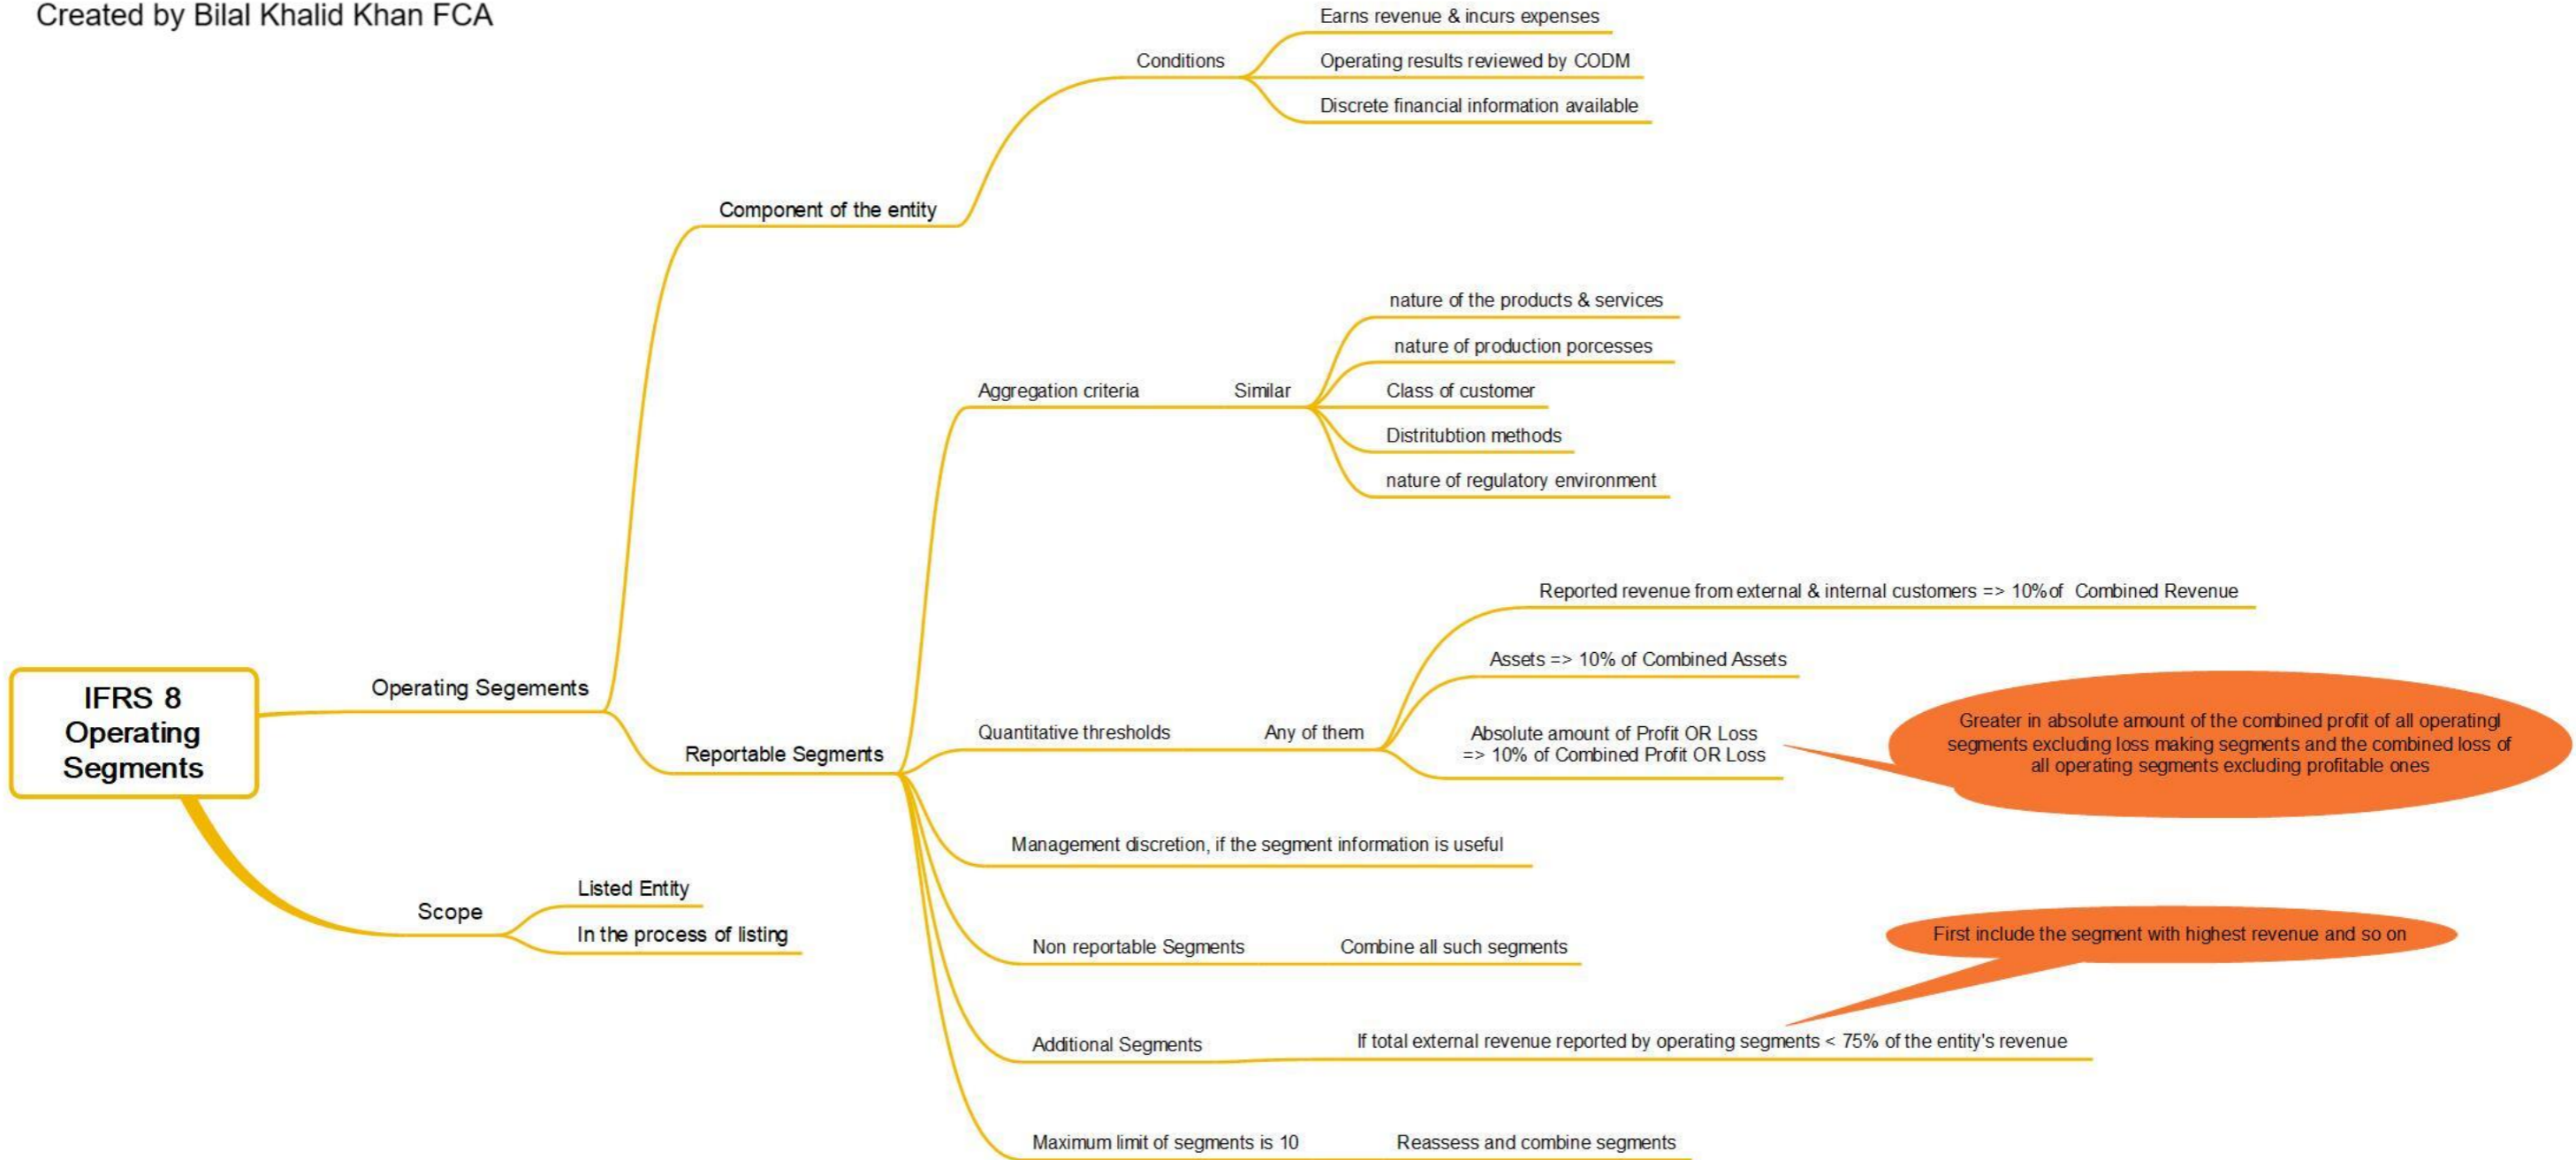 Created by Bilal Khalid Khan FCA
Earns revenue & incurs expenses
Conditions
Operating results reviewed by CODM
Discrete financial information available
Component of the entity
nature of the products & services
nature of production porcesses
Aggregation criteria
Similar
Class of customer
Distritubtion methods
nature of regulatory environment
Reported revenue from external & internal customers => 10%of Combined Revenue
Assets => 10% of Combined Assets
IFRS 8
Operating
Segments
Operating Segements
Reportable Segments
Quantitative thresholds
Any of them
Absolute amount of Profit OR Loss
=> 10% of Combined Profit OR Loss
Greater in absolute amount of the combined profit of all operatingl
segments excluding loss making segments and the combined loss of
all operating segments excluding profitable ones
Management discretion, if the segment information is useful
Scope
Listed Entity
In the process of listing
Non reportable Segments
Combine all such segments
First include the segment with highest revenue and so on
Additional Segments
If total external revenue reported by operating segments < 75% of the entity's revenue
Maximum limit of segments is 10
Reassess and combine segments